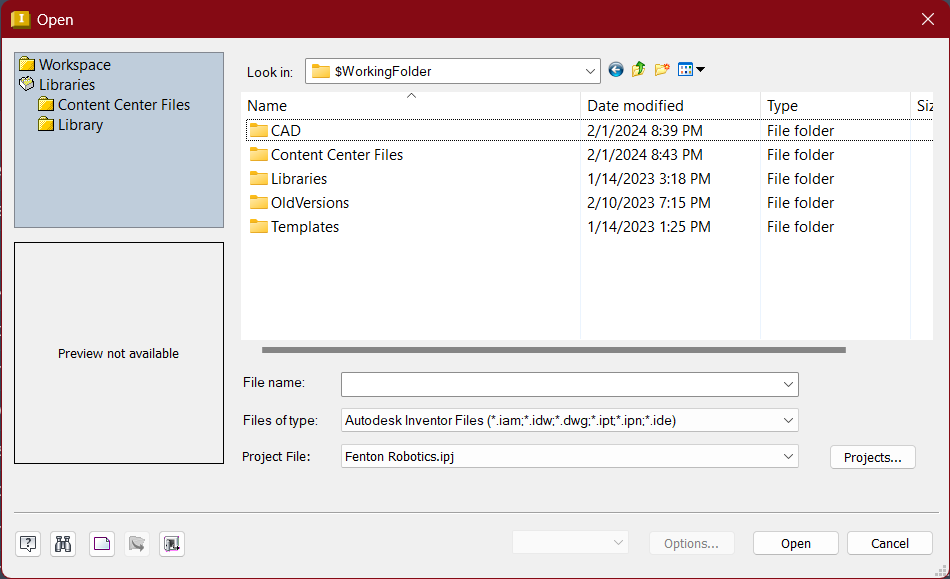 Open
Workspace
Libraries
Content Center Files
Library
Look in: $WorkingFolder
Name Date modified Type Siz
CAD 2/1/2024 8:39 PM File folder
Content Center Files 2/1/2024 8:43 PM File folder
Libraries 1/14/2023 3:18 PM File folder
OldVersions 2/10/2023 7:15 PM File folder
Templates 1/14/2023 1:25 PM File folder
Preview not available
File name:
Files of type: Autodesk Inventor Files (*.iam;*.idw;*.dwg;*.ipt;*.ipn;*.ide)
Project File: Fenton Robotics.ipj Projects...
Options... Open Cancel